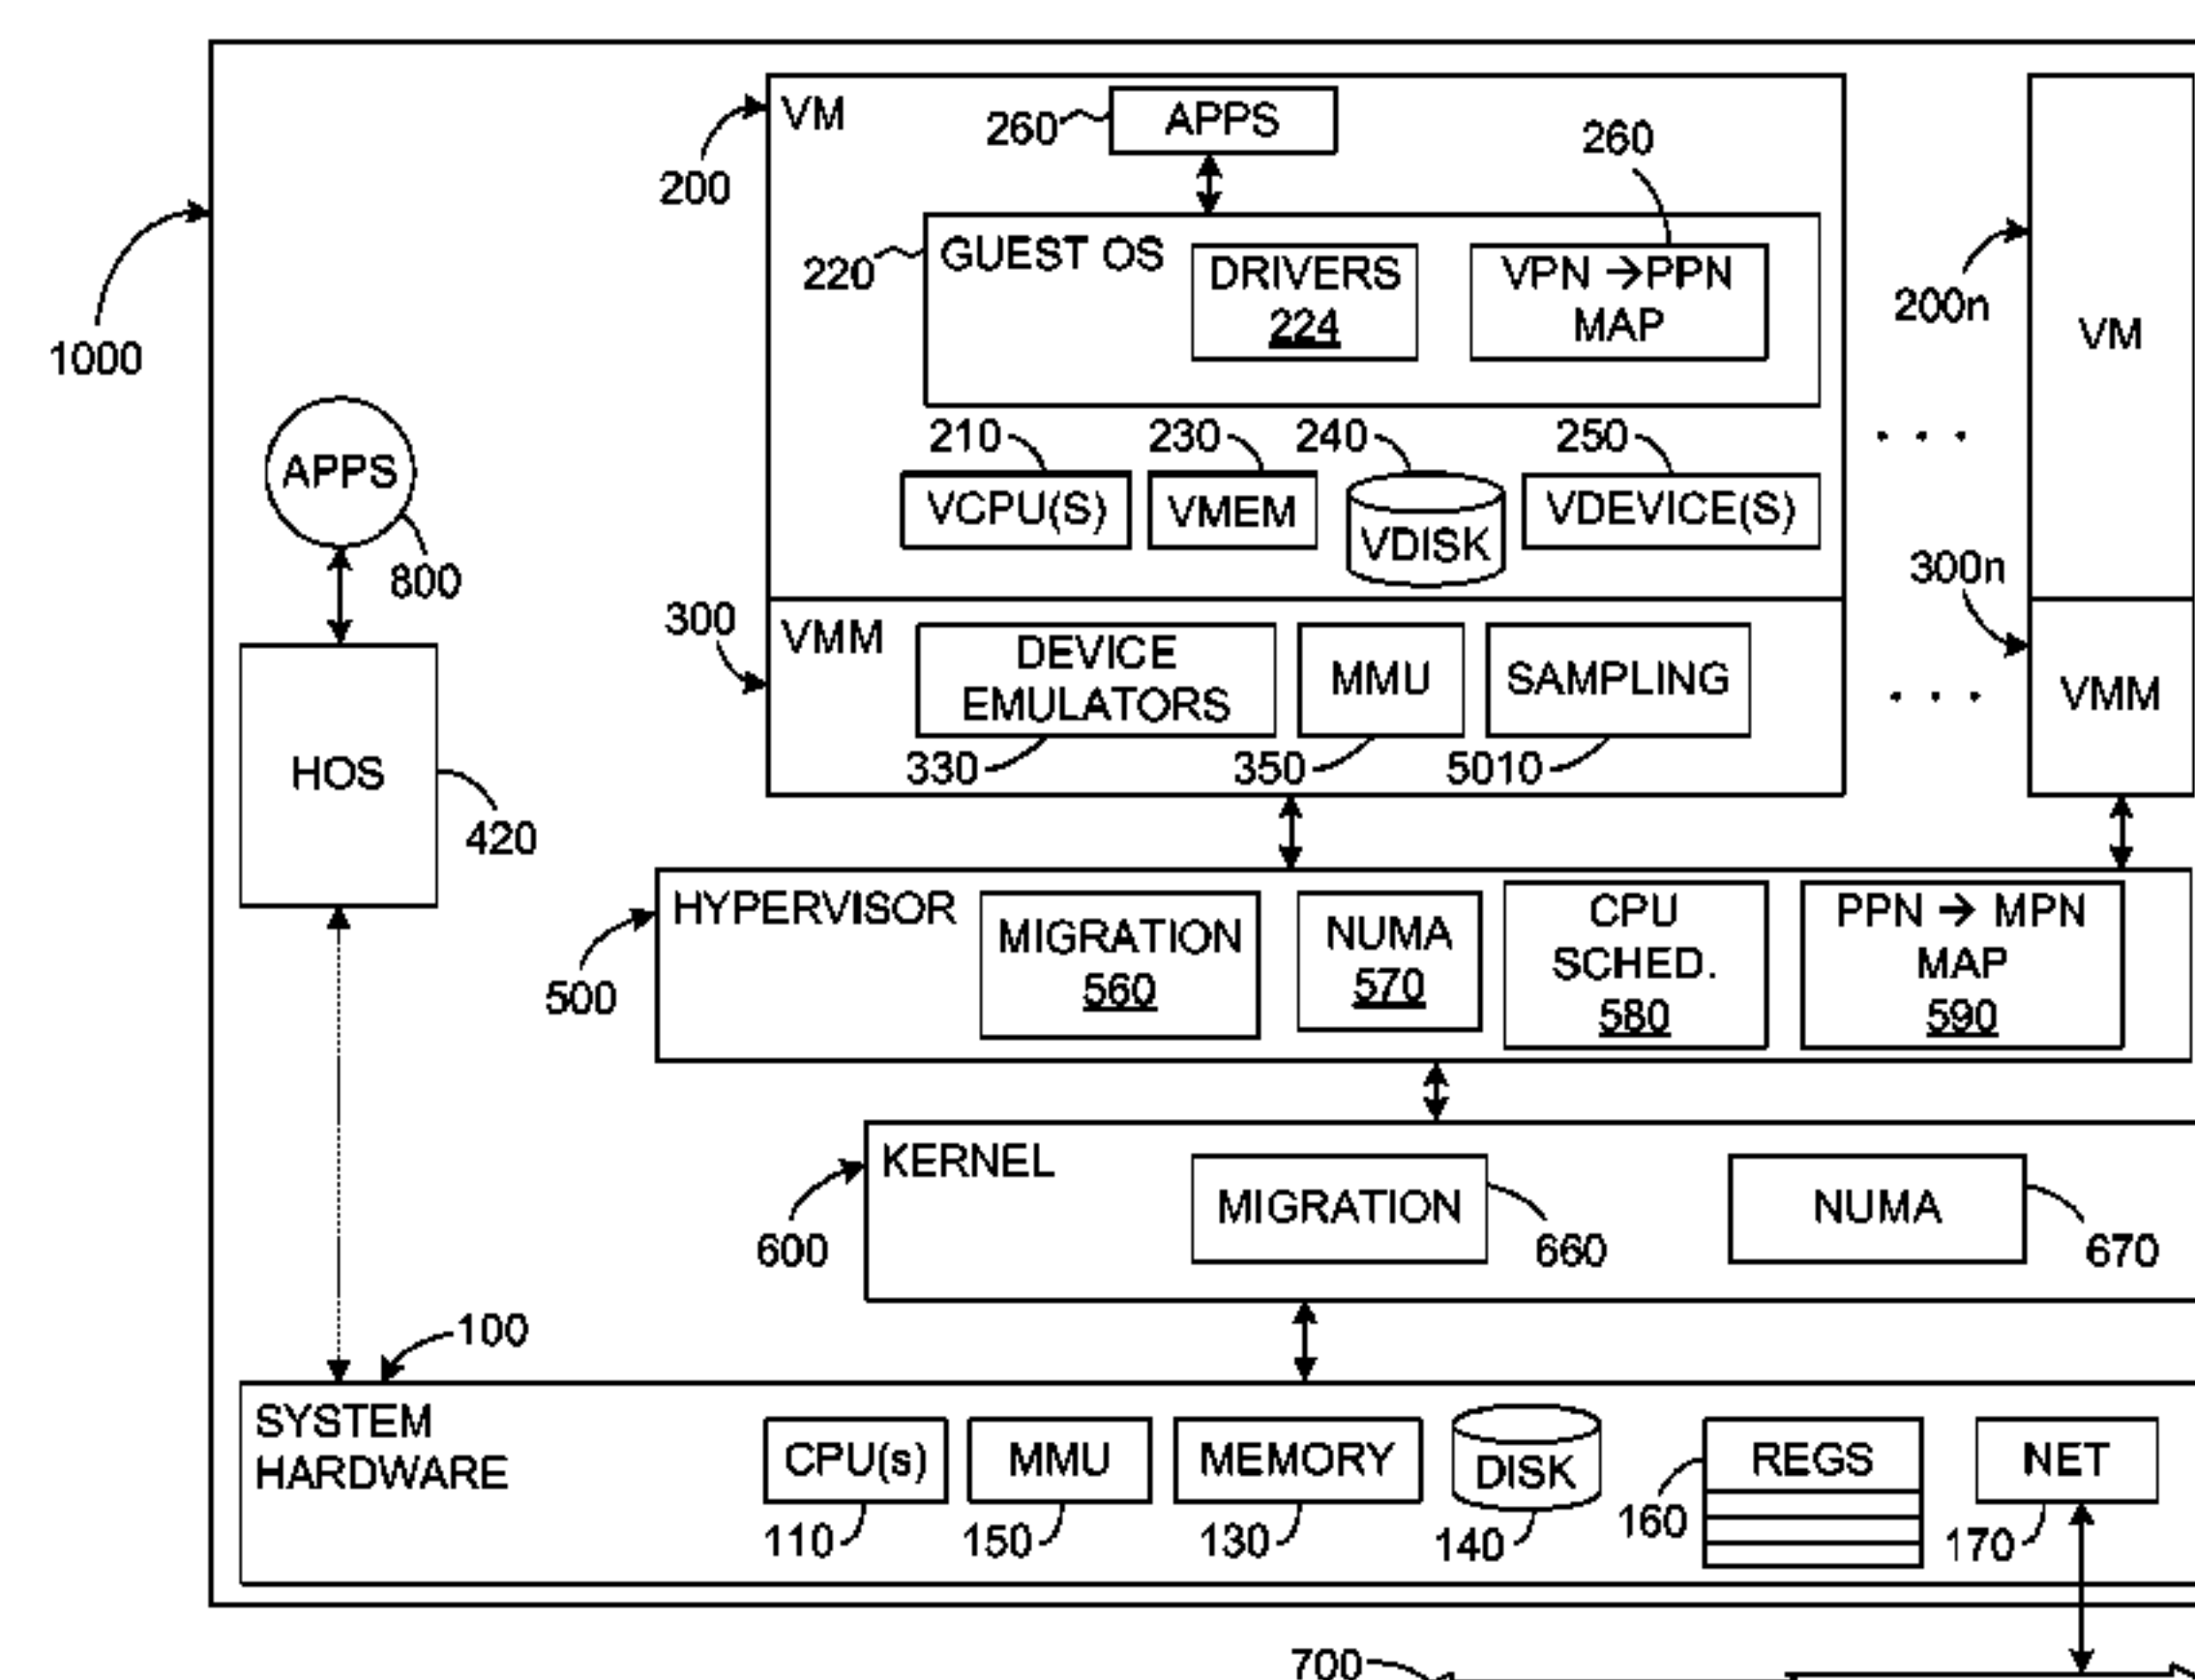 VM
260
APPS
260
200
GUEST OS
DRIVERS
224
VPN →PPN
MAP
220
200n
VM
1000
210
230
240
250
. . .
APPS
VCPU(S)
VMEM
VDISK
VDEVICE(S)
800
300
300n
VMM
DEVICE
EMULATORS
MMU
SAMPLING
. . .
VMM
330
350
5010
HOS
420
HYPERVISOR
MIGRATION
560
NUMA
570
CPU
SCHED.
580
PPN → MPN
MAP
590
500
KERNEL
MIGRATION
NUMA
600
660
670
100
SYSTEM
HARDWARE
CPU(s)
MMU
MEMORY
DISK
REGS
NET
110
150
130
140
160
170
700